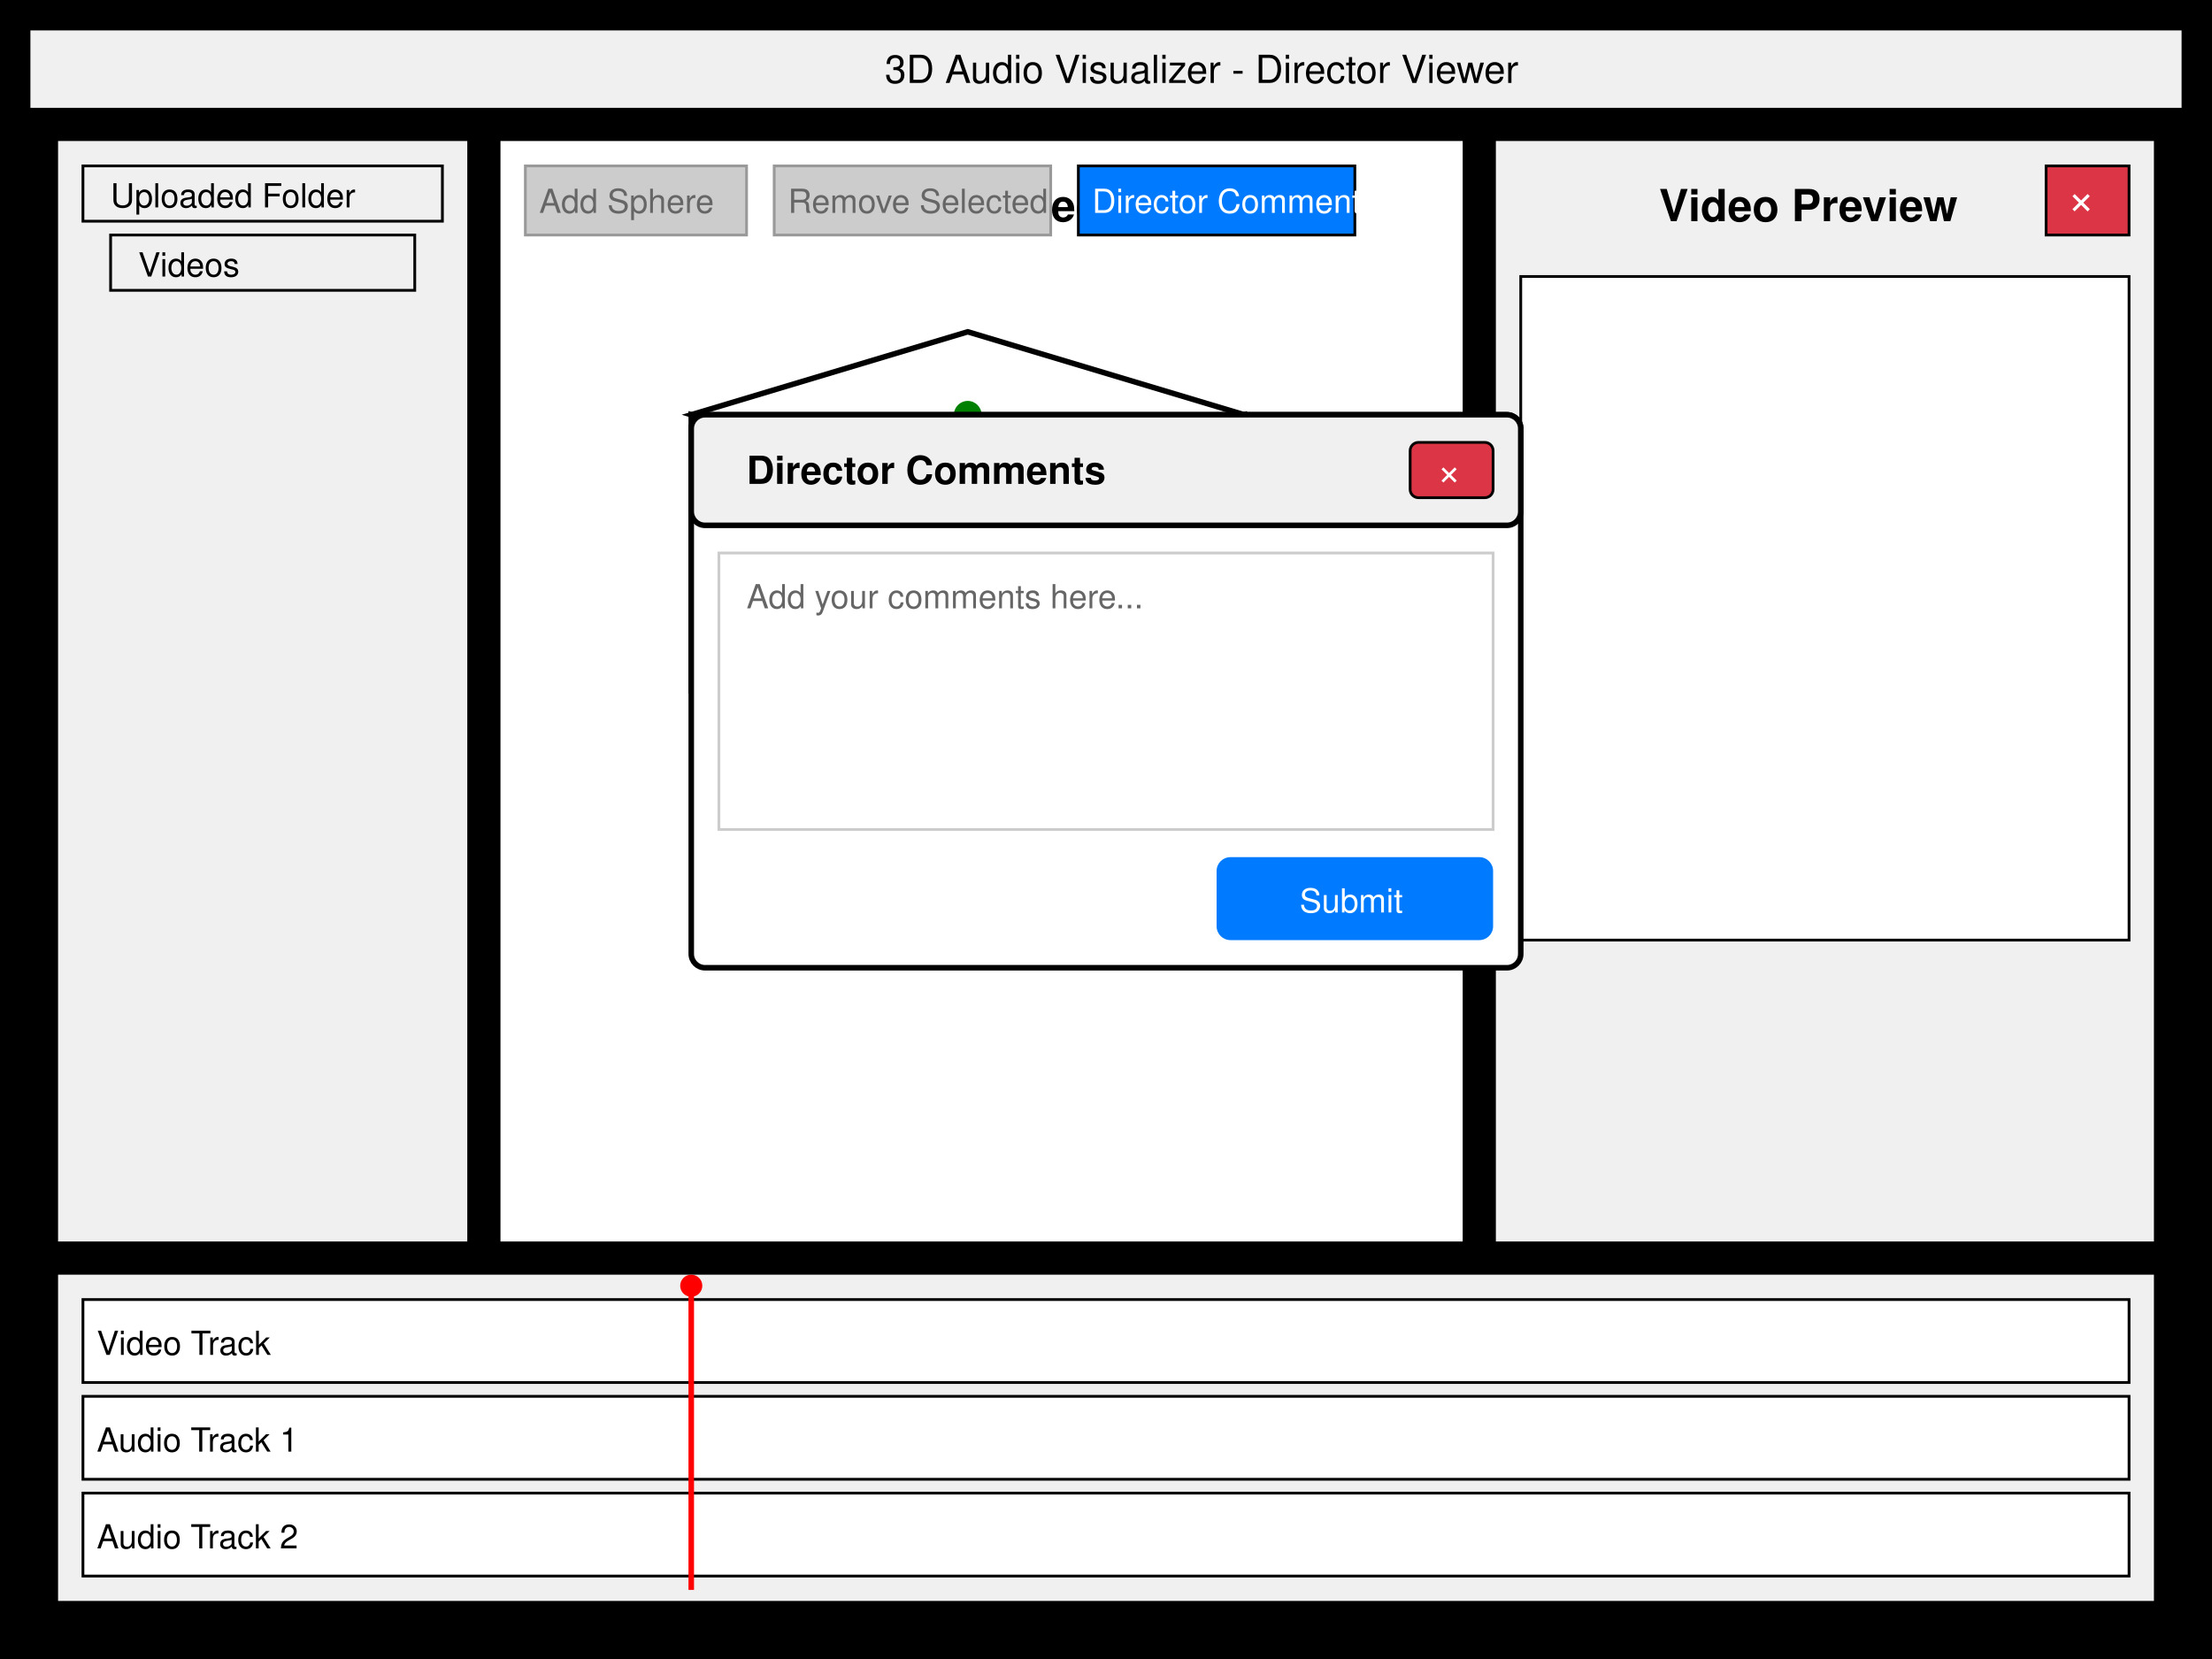 3D Audio Visualizer - Director Viewer
Uploaded Folder
Videos
Add Sphere
Remove Selected
Director Comment
Video Preview
×
Director Comments
×
Add your comments here...
Submit
Video Track
Audio Track 1
Audio Track 2